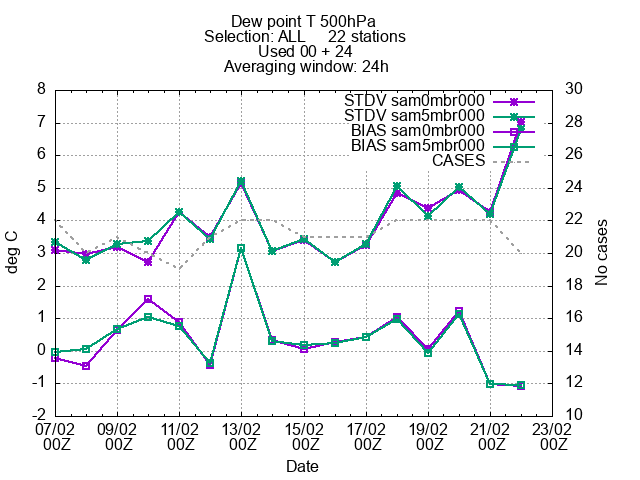 Dew point T 500hPa
Selection: ALL 22 stations
Used 00 + 24
Averaging window: 24h
8
7
6
5
4
3
2
1
0
-1
-2
deg C
30
28
26
24
22
20
18
16
14
12
10
No cases
STDV sam0mbr000
STDV sam5mbr000
BIAS sam0mbr000
BIAS sam5mbr000
CASES
07/02 09/02 11/02 13/02 15/02 17/02 19/02 21/02 23/02
00Z 00Z 00Z 00Z 00Z 00Z 00Z 00Z 00Z
Date